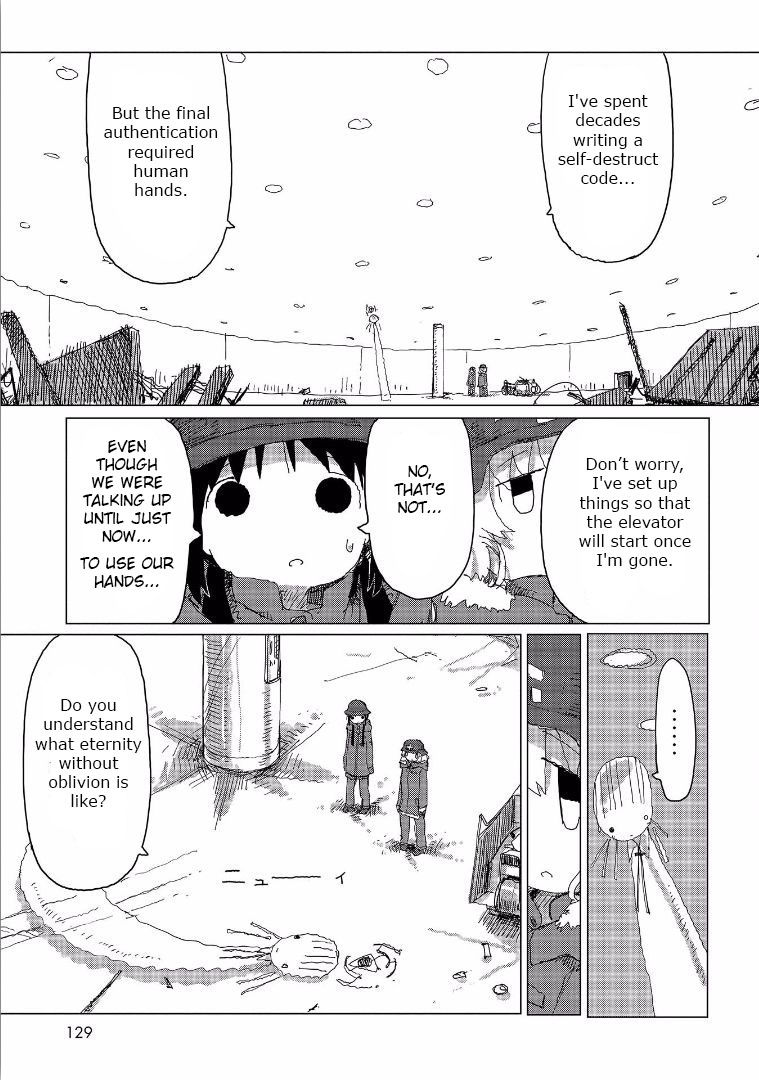 I've spent
decades
writing a
self-destruct
code...
But the final
authentication
required
human
hands.
Don't worry,
I've set up
things so that
the elevator
will start once
I'm gone.
NO,
THAT'S
NOT...
EVEN
THOUGH
WE WERE
TALKING UP
UNTIL JUST
NOW...
TO USE OUR
HANDS...
......
Do you
understand
what eternity
without
oblivion is
like?
ニューィ
129